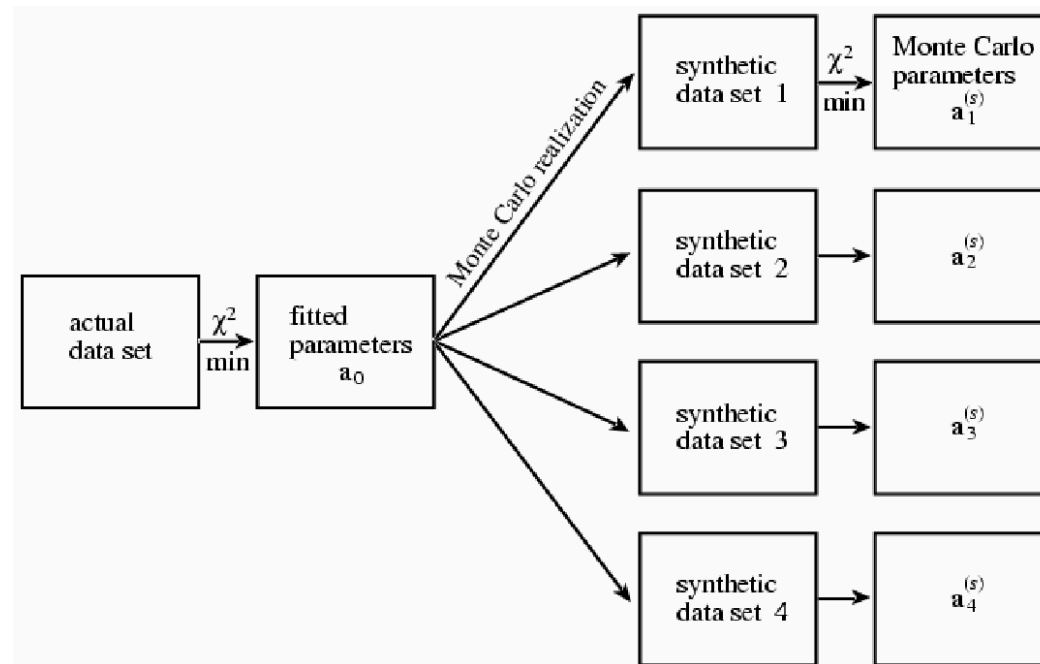 actual
data set
χ²
min
fitted
parameters
a₀
Monte Carlo realization
synthetic
data set 1
χ²
min
Monte Carlo
parameters
a₁⁽ˢ⁾
synthetic
data set 2
a₂⁽ˢ⁾
synthetic
data set 3
a₃⁽ˢ⁾
synthetic
data set 4
a₄⁽ˢ⁾